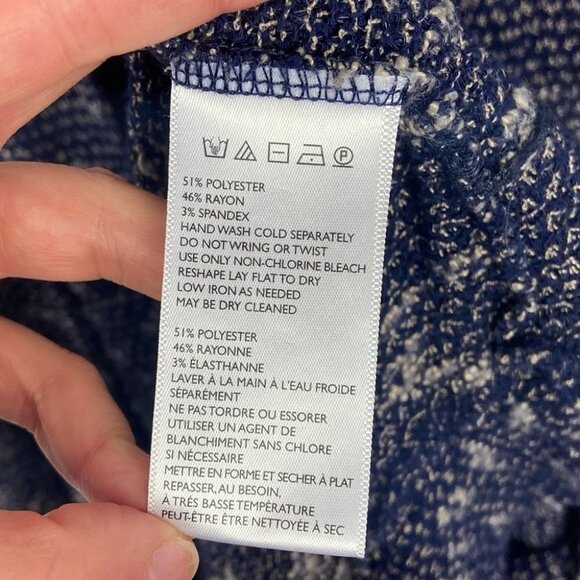 51% POLYESTER
46% RAYON
3% SPANDEX
HAND WASH COLD SEPARATELY
DO NOT WRING OR TWIST
USE ONLY NON-CHLORINE BLEACH
RESHAPE LAY FLAT TO DRY
LOW IRON AS NEEDED
MAY BE DRY CLEANED
51% POLYESTER
46% RAYONNE
3% ÉLASTHANNE
LAVER À LA MAIN À L'EAU FROIDE
SÉPARÉMENT
NE PAS TORDRE OU ESSORER
UTILISER UN AGENT DE
BLANCHIMENT SANS CHLORE
SI NÉCESSAIRE
METTRE EN FORME ET SECHER À PLAT
REPASSER, AU BESOIN,
À TRÉS BASSE TEMPÉRATURE
PEUT-ÊTRE ÊTRE NETTOYÉE À SEC